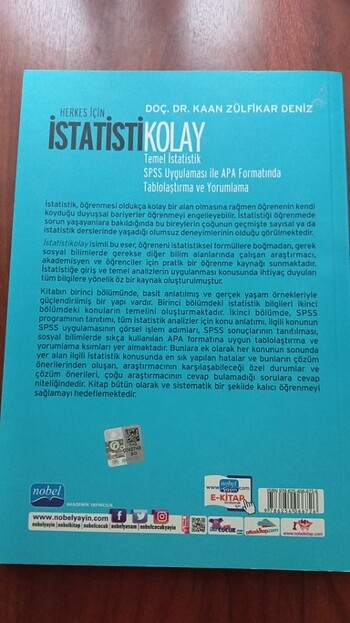 DOÇ. DR. KAAN ZÜLFİKAR DENİZ
HERKES İÇİN
İSTATİSTİKOLAY
Temel İstatistik
SPSS Uygulaması ile APA Formatında
Tablolaştırma ve Yorumlama
İstatistik, öğrenmesi oldukça kolay bir alan olmasına rağmen öğrenenin kendi
koyduğu duyuşsal bariyerler öğrenmeyi engelleyebilir. İstatistiği öğrenmede
sorun yaşayanlara bakıldığında bu bireylerin çoğunun geçmişte sayısal ya da
istatistik derslerinde yaşadığı olumsuz deneyimlerinin olduğu görülmektedir.
İstatistikolay isimli bu eser, öğreneni istatistiksel formüllere boğmadan, gerek
sosyal bilimlerde gerekse diğer bilim alanlarında çalışan araştırmacı,
akademisyen ve öğrenciler için pratik bir öğrenme kaynağı sunmaktadır.
İstatistiğe giriş ve temel analizlerin uygulanması konusunda ihtiyaç duyulan
tüm bilgilere yönelik öz bir kaynak oluşturulmuştur.
Kitabın birinci bölümünde, basit anlatılmış ve gerçek yaşam örnekleriyle
güçlendirilmiş bir yapı vardır. Birinci bölümdeki istatistik bilgileri ikinci
bölümdeki konuların temelini oluşturmaktadır. İkinci bölümde, SPSS
programının tanıtımı, tüm istatistik analizler için konu anlatımı, ilgili konunun
SPSS uygulamasının görsel işlem adımları, SPSS sonuçlarının tanıtılması,
sosyal bilimlerde sıkça kullanılan APA formatına uygun tablolaştırma ve
yorumlama kısımları yer almaktadır. Bunlara ek olarak her konunun sonunda
yer alan ilgili istatistik konusunda en sık yapılan hatalar ve bunların çözüm
önerilerinden oluşan, araştırmacının karşılaşabileceği özel durumlar ve
çözüm önerileri, çoğu araştırmacının cevap bulamadığı sorulara cevap
niteliğindedir. Kitap bütün olarak ve sistematik bir şekilde kalıcı öğrenmeyi
sağlamayı hedeflemektedir.
nobel
AKADEMİK YAYINCILIK
E-KİTAP
www.nobelyayin.com